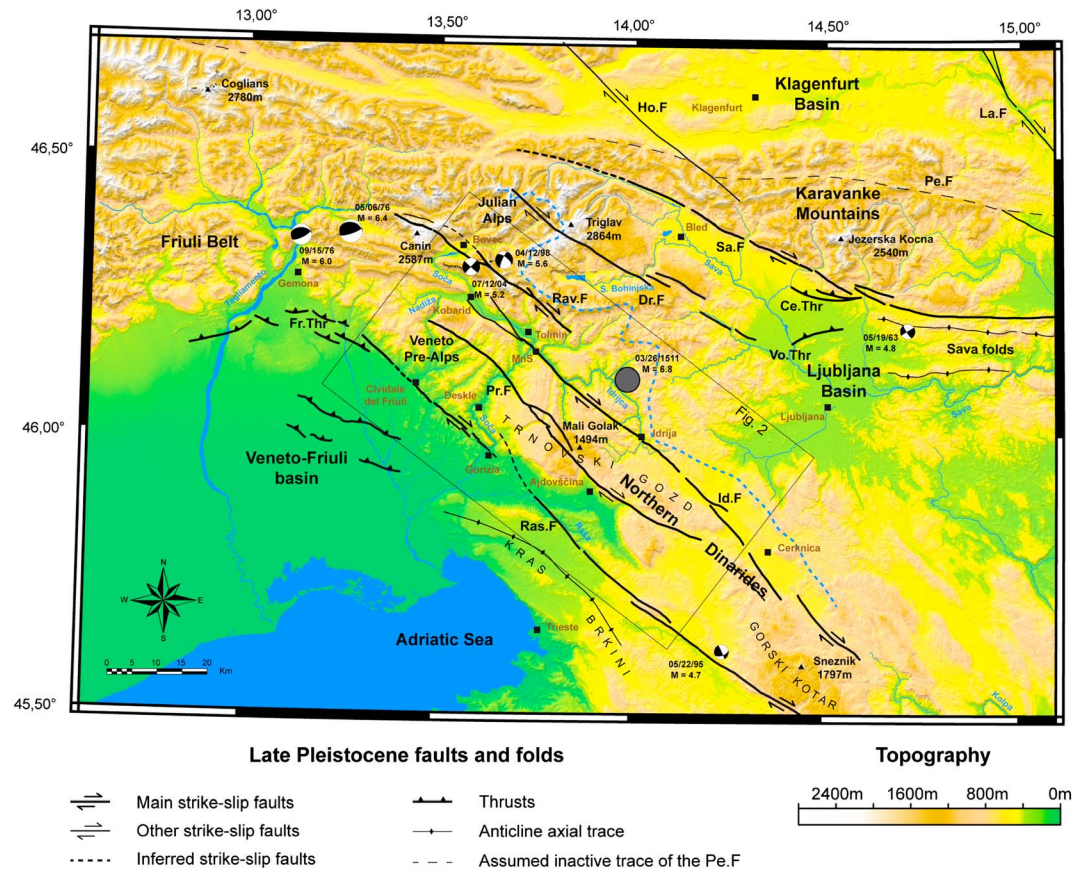 13,00°
13,50°
14,00°
14,50°
15,00°
46,50°
46,00°
45,50°
Coglians
2780m
Klagenfurt
Basin
Klagenfurt
Ho.F
La.F
Pe.F
Karavanke
Mountains
Jezerska Kocna
2540m
05/06/76
M = 6.4
Friuli Belt
09/15/76
M = 6.0
Gemona
Tagliamento
Julian
Alps
Triglav
2864m
Bled
Sa.F
Sava
Canin
2587m
Bovec
04/12/98
M = 5.6
07/12/04
M = 5.2
Soča
Nadiža
Kobarid
S. Bohinjska
Rav.F
Dr.F
Ce.Thr
05/19/63
M = 4.8
Fr.Thr
Veneto
Pre-Alps
Tolmin
MnS
Vo.Thr
Sava folds
03/26/1511
M = 6.8
Ljubljana
Basin
Cividale
del Friuli
Deskle
Pr.F
Idrijca
Fig. 2
Ljubljana
Sava
Soča
Mali Golak
1494m
Idrija
TRNOVSKI GOZD
Veneto-Friuli
basin
Gorizia
Ajdovščina
Northern
Dinarides
Id.F
Ras.F
Raša
Cerknica
KRAS
BRKINI
N
W
E
S
0 5 10 15 20
Km
Adriatic Sea
Trieste
05/22/95
M = 4.7
GORSKI KOTAR
Sneznik
1797m
Kolpa
Late Pleistocene faults and folds
Topography
Main strike-slip faults
Thrusts
2400m 1600m 800m 0m
Other strike-slip faults
Anticline axial trace
Inferred strike-slip faults
Assumed inactive trace of the Pe.F